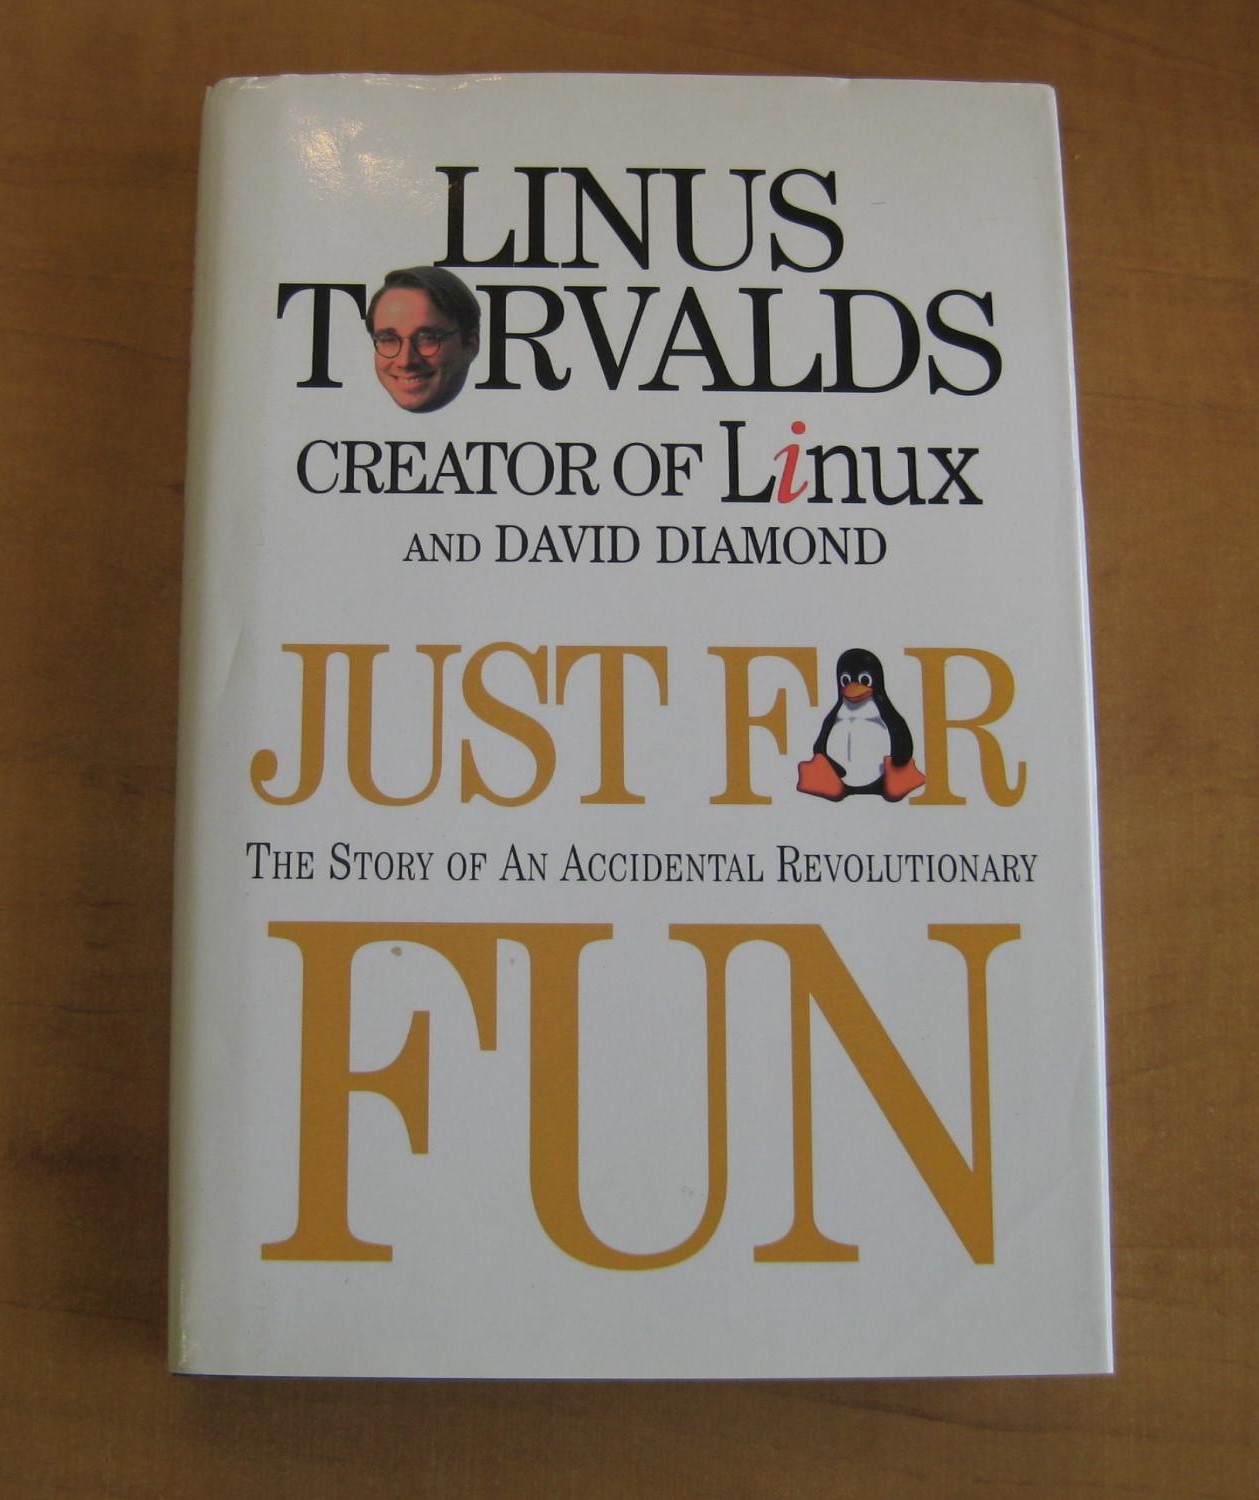 LINUS
TORVALDS
CREATOR OF Linux
AND DAVID DIAMOND
JUST FOR
THE STORY OF AN ACCIDENTAL REVOLUTIONARY
FUN